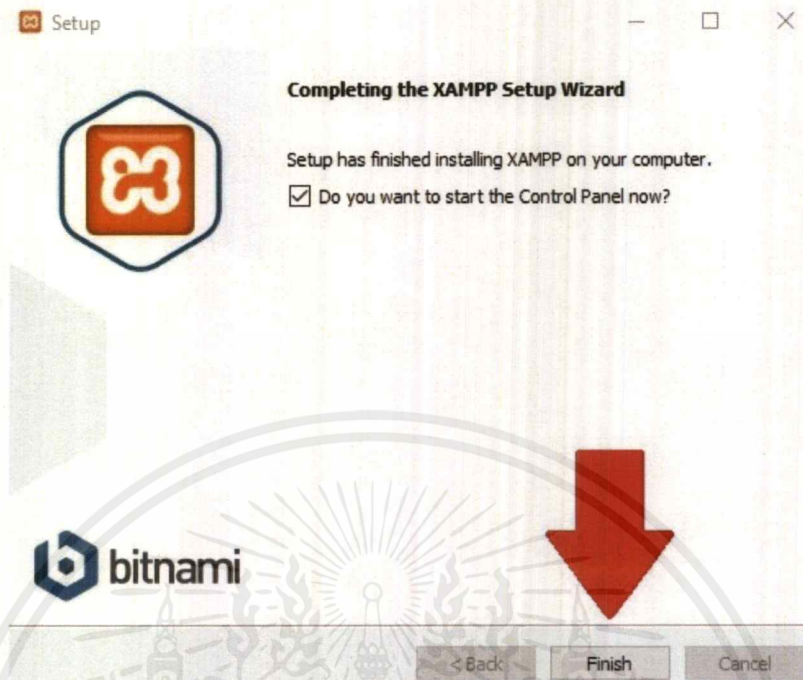 Setup
Completing the XAMPP Setup Wizard
Setup has finished installing XAMPP on your computer.
Do you want to start the Control Panel now?
bitnami
< Back
Finish
Cancel